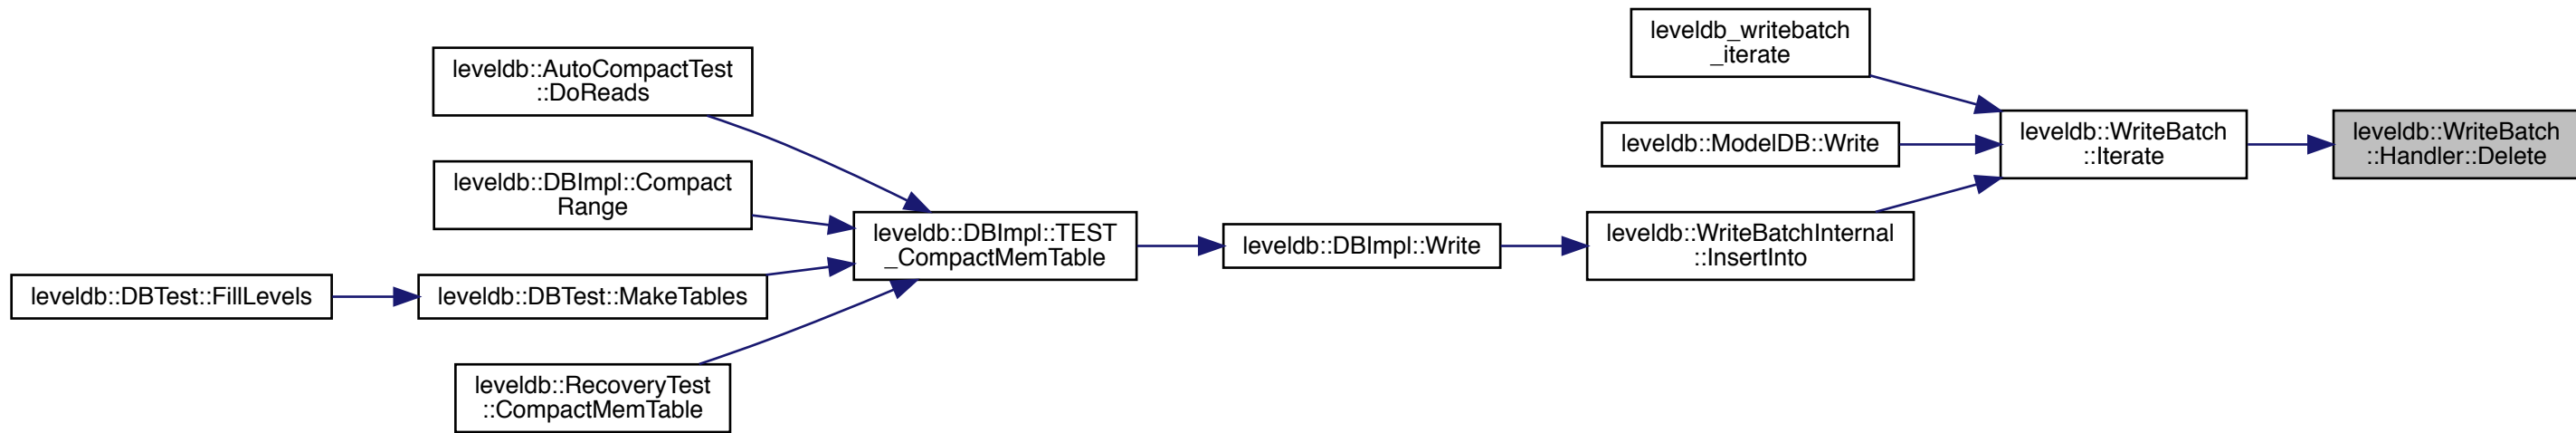 leveldb_writebatch
_iterate
leveldb::AutoCompactTest
::DoReads
leveldb::WriteBatch
::Iterate
leveldb::WriteBatch
::Handler::Delete
leveldb::ModelDB::Write
leveldb::DBImpl::Compact
Range
leveldb::DBImpl::TEST
_CompactMemTable
leveldb::DBImpl::Write
leveldb::WriteBatchInternal
::InsertInto
leveldb::DBTest::FillLevels
leveldb::DBTest::MakeTables
leveldb::RecoveryTest
::CompactMemTable